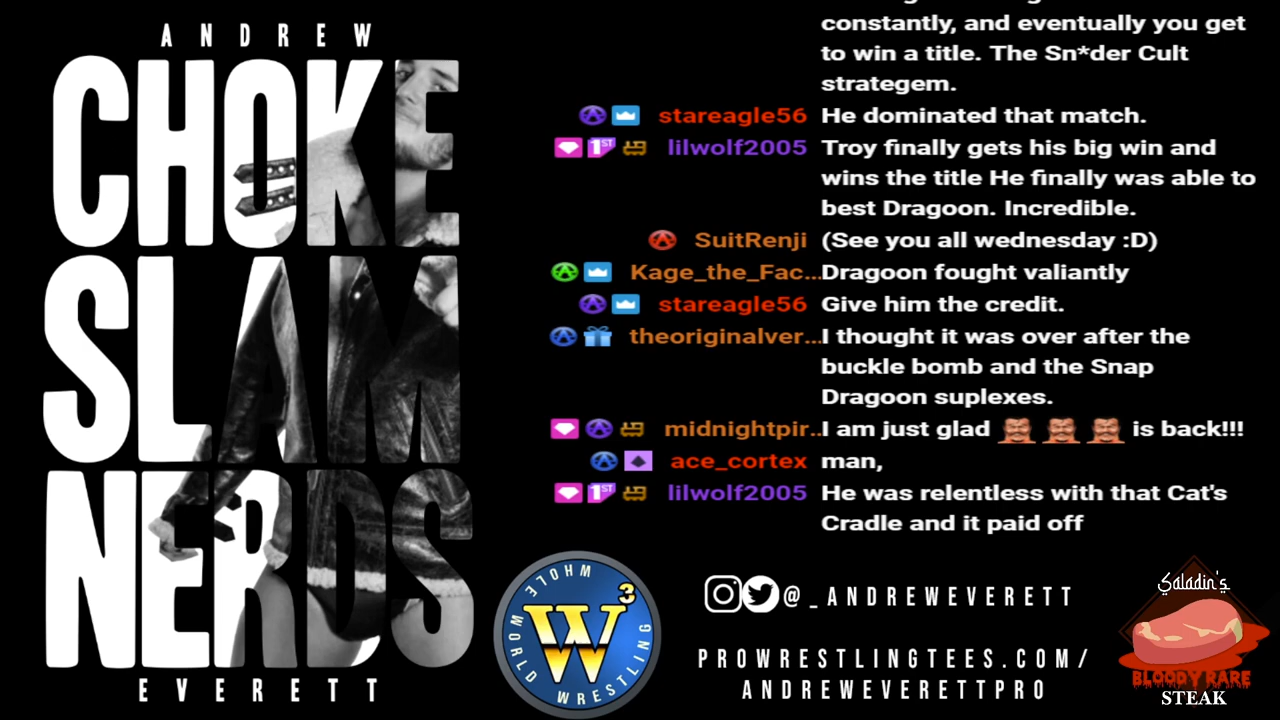 ANDREW
CHOKE
SLAM
NERDS
EVERETT
constantly, and eventually you get
to win a title. The Sn*der Cult
strategem.
stareagle56 He dominated that match.
1ST lilwolf2005 Troy finally gets his big win and
wins the title He finally was able to
best Dragoon. Incredible.
SuitRenji (See you all wednesday :D)
Kage_the_Fac... Dragoon fought valiantly
stareagle56 Give him the credit.
theoriginalver... I thought it was over after the
buckle bomb and the Snap
Dragoon suplexes.
midnightpir... I am just glad is back!!!
ace_cortex man,
1ST lilwolf2005 He was relentless with that Cat's
Cradle and it paid off
WHOLE
W3
WORLD WRESTLING
@_ANDREWEVERETT
PROWRESTLINGTEES.COM/
ANDREWEVERETTPRO
Saladin's
BLOODY RARE
STEAK